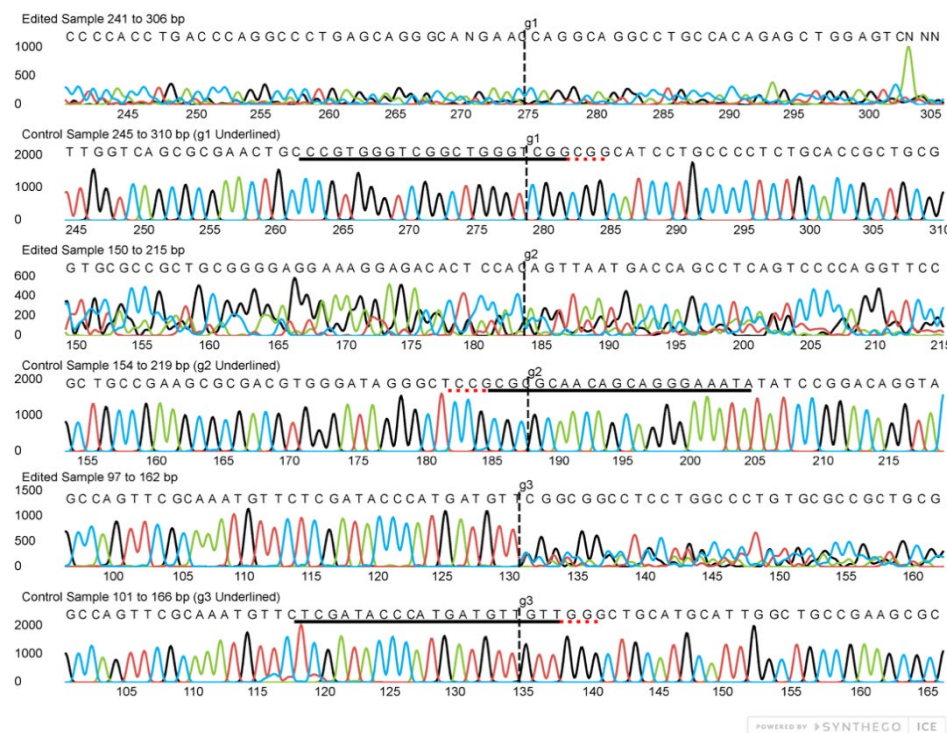 Edited Sample 241 to 306 bp
g1
C C C C A C C T G A C C C A G G C C C T G A G C A G G G C A N G A A C C A G G C A G G C C T G C C A C A G A G C T G G A G T C N N N
1000
500
0
245 250 255 260 265 270 275 280 285 290 295 300 305
Control Sample 245 to 310 bp (g1 Underlined)
g1
T T G G T C A G C G C G A A C T G C C C G T G G G T C G G C T G G G T C G G C G G C A T C C T G C C C C T C T G C A C C G C T G C G
2000
1000
0
245 250 255 260 265 270 275 280 285 290 295 300 305 310
Edited Sample 150 to 215 bp
g2
G T G C G C C G C T G C G G G G A G G A A A G G A G A C A C T C C A C A G T T A A T G A C C A G C C T C A G T C C C C A G G T T C C
600
400
200
0
150 155 160 165 170 175 180 185 190 195 200 205 210 215
Control Sample 154 to 219 bp (g2 Underlined)
g2
G C T G C C G A A G C G C G A C G T G G G A T A G G G C T C C G C G C G C A A C A G C A G G G A A A T A T A T C C G G A C A G G T A
2000
1000
0
155 160 165 170 175 180 185 190 195 200 205 210 215
Edited Sample 97 to 162 bp
g3
G C C A G T T C G C A A A T G T T C T C G A T A C C C A T G A T G T T C G G C G G C C T C C T G G C C C T G T G C G C C G C T G C G
1500
1000
500
0
100 105 110 115 120 125 130 135 140 145 150 155 160
Control Sample 101 to 166 bp (g3 Underlined)
g3
G C C A G T T C G C A A A T G T T C T C G A T A C C C A T G A T G T T G T T G G G C T G C A T G C A T T G G C T G C C G A A G C G C
2000
1000
0
105 110 115 120 125 130 135 140 145 150 155 160 165
POWERED BY SYNTHEGO | ICE